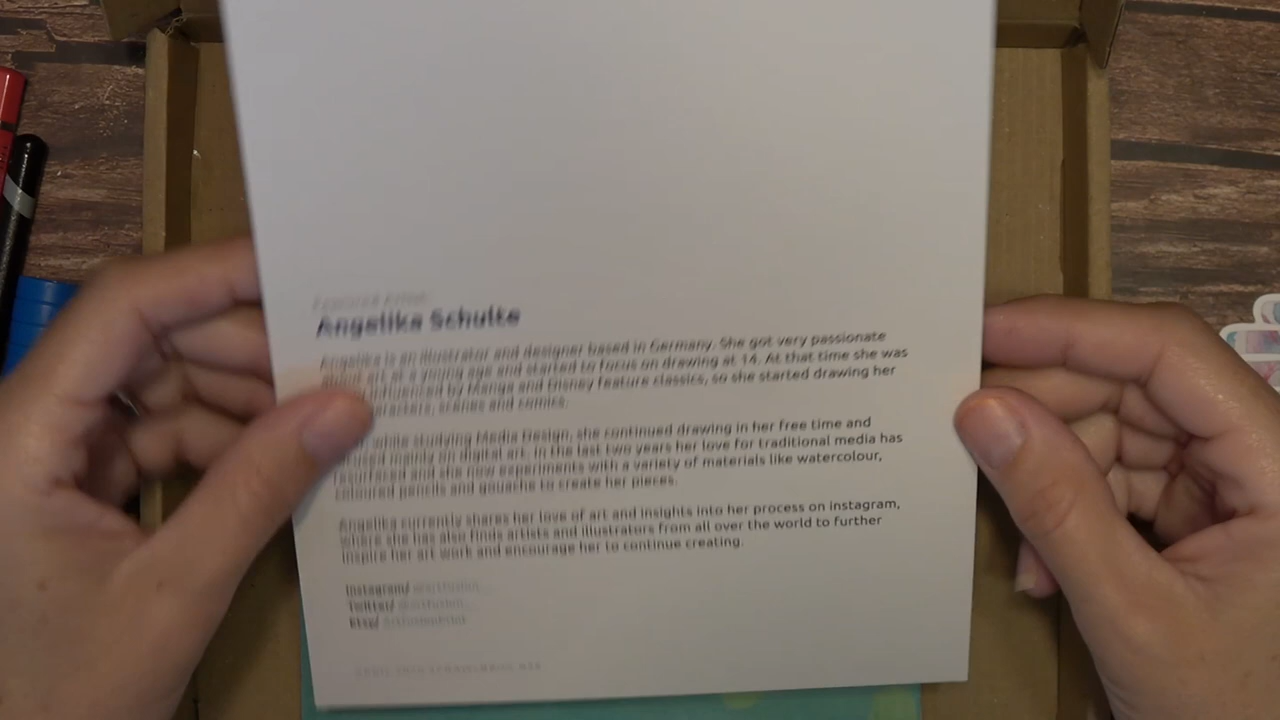 Featured Artist
Angelika Schulte
Angelika is an illustrator and designer based in Germany. She got very passionate
about art at a young age and started to focus on drawing at 14. At that time she was
influenced by Manga and Disney feature classics, so she started drawing her
characters, scenes and comics.
while studying Media Design, she continued drawing in her free time and
mainly on digital art. In the last two years her love for traditional media has
resurfaced and she now experiments with a variety of materials like watercolour,
coloured pencils and gouache to create her pieces.
Angelika currently shares her love of art and insights into her process on instagram,
where she has also finds artists and illustrators from all over the world to further
inspire her art work and encourage her to continue creating.
Instagram/
Twitter/
Etsy/